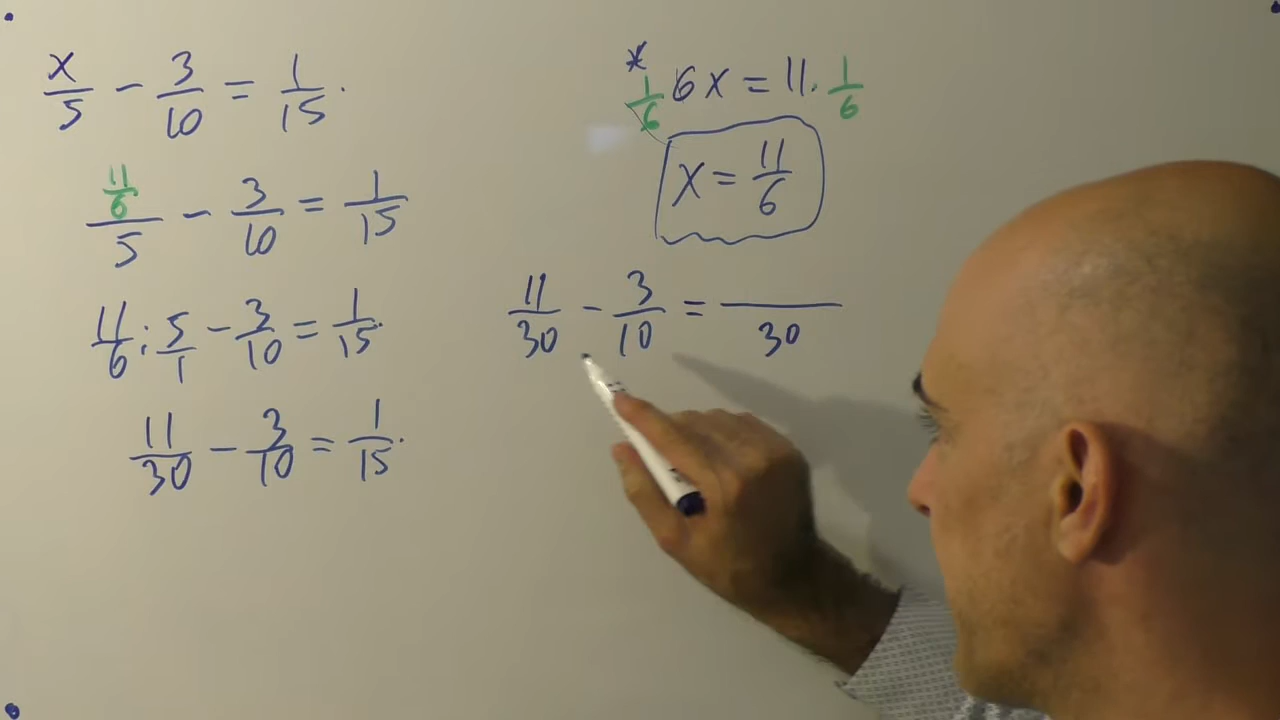 x/5 - 3/10 = 1/15.
(11/6)/5 - 3/10 = 1/15
11/6 : 5/1 - 3/10 = 1/15.
11/30 - 3/10 = 1/15.
*
1/6 6x = 11 · 1/6
x = 11/6
11/30 - 3/10 = /30